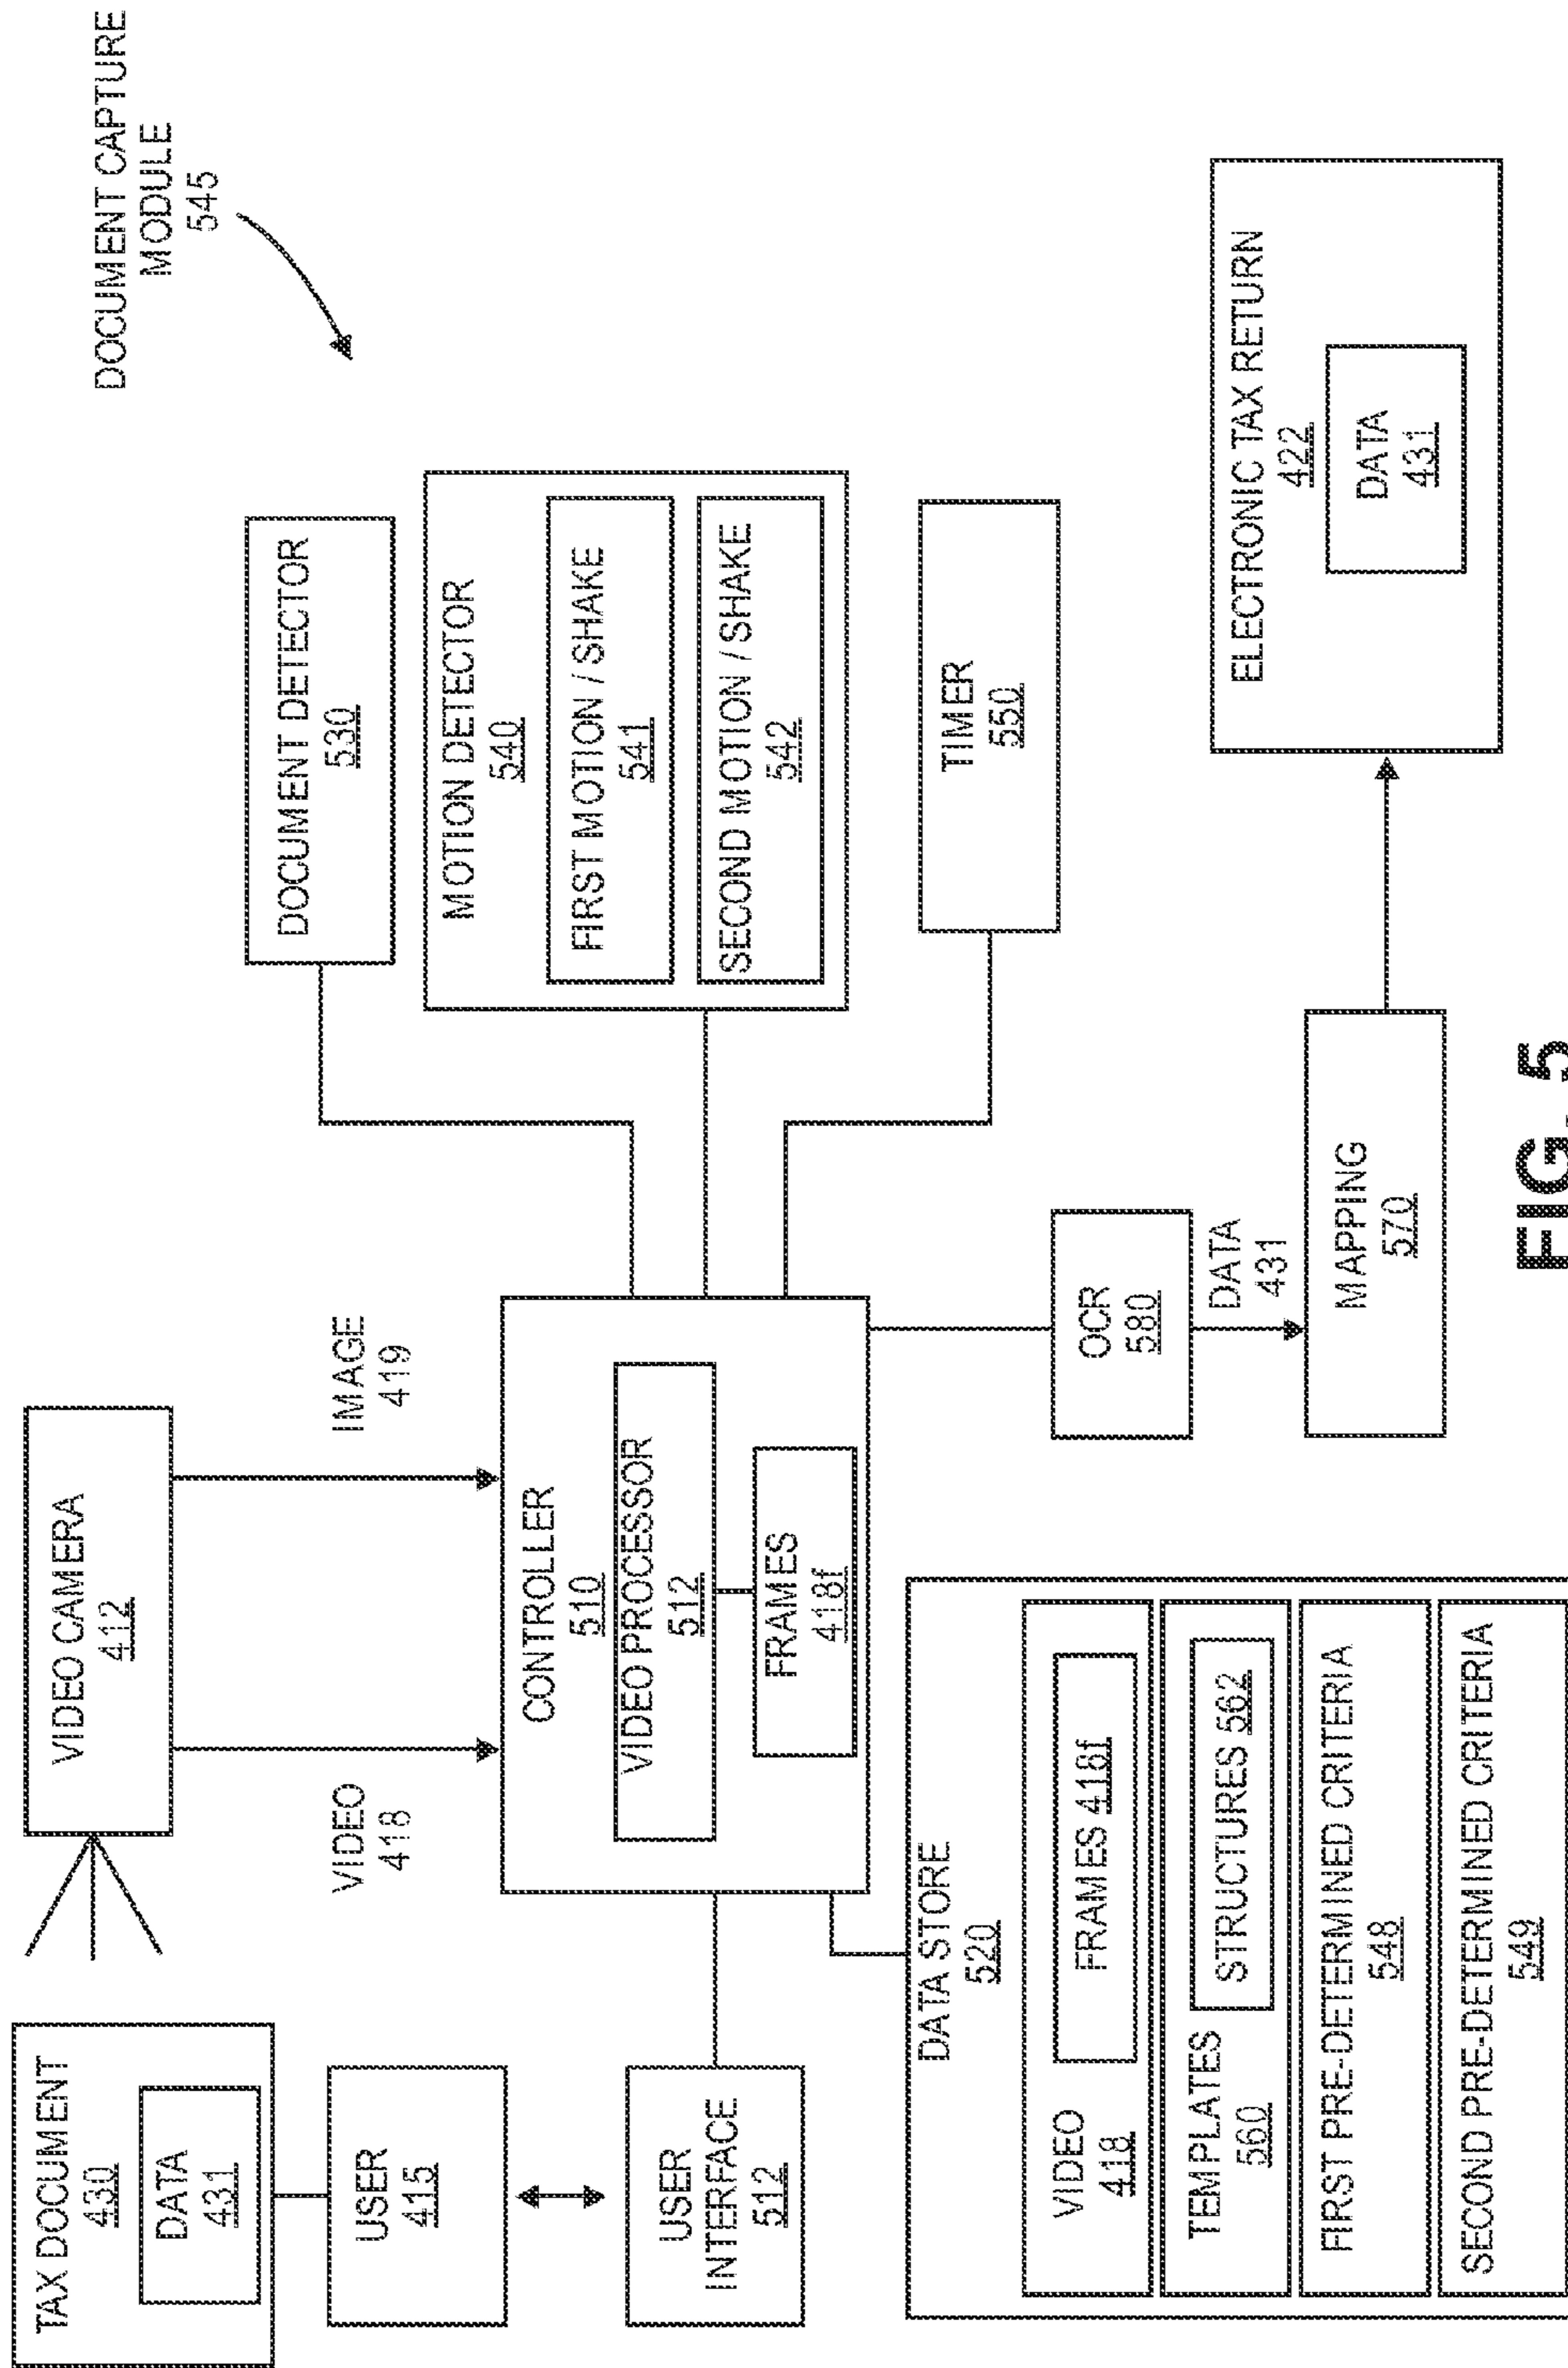 DOCUMENT CAPTURE
MODULE
545
TAX DOCUMENT
430
DATA
431
USER
415
USER
INTERFACE
512
VIDEO CAMERA
412
VIDEO
418
IMAGE
419
CONTROLLER
510
VIDEO PROCESSOR
512
FRAMES
418f
DOCUMENT DETECTOR
530
MOTION DETECTOR
540
FIRST MOTION / SHAKE
541
SECOND MOTION / SHAKE
542
TIMER
550
DATA STORE
520
VIDEO
418
FRAMES 418f
TEMPLATES
560
STRUCTURES 562
FIRST PRE-DETERMINED CRITERIA
548
SECOND PRE-DETERMINED CRITERIA
549
OCR
580
DATA
431
MAPPING
570
ELECTRONIC TAX RETURN
422
DATA
431
FIG. 5